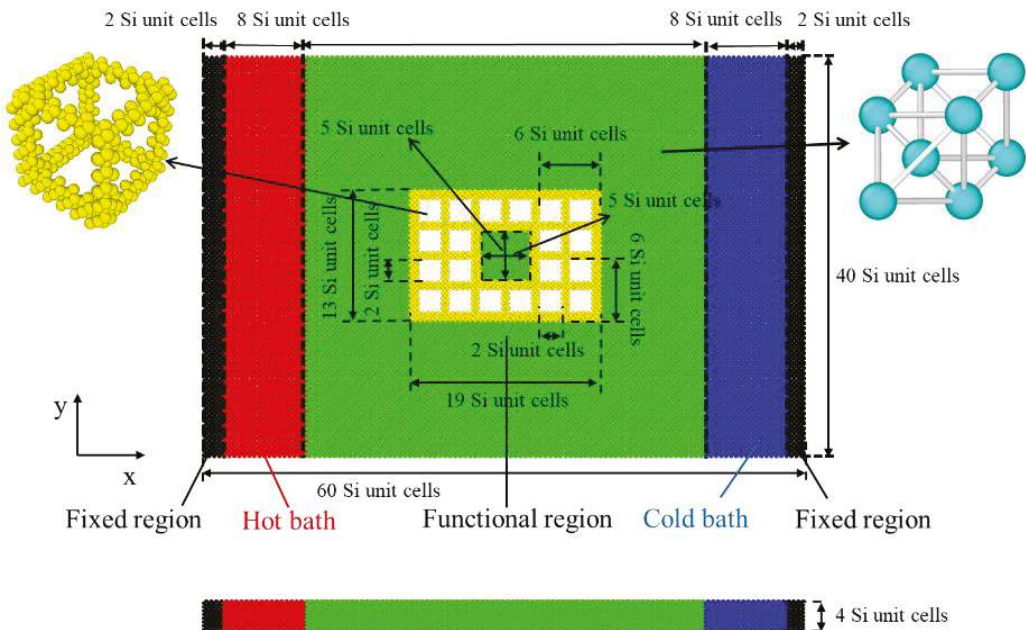 2 Si unit cells 8 Si unit cells
8 Si unit cells 2 Si unit cells
5 Si unit cells
6 Si unit cells
5 Si unit cells
13 Si unit cells
2 Si unit cells
6 Si unit cells
40 Si unit cells
2 Si unit cells
19 Si unit cells
y
x
60 Si unit cells
Fixed region Hot bath Functional region Cold bath Fixed region
4 Si unit cells